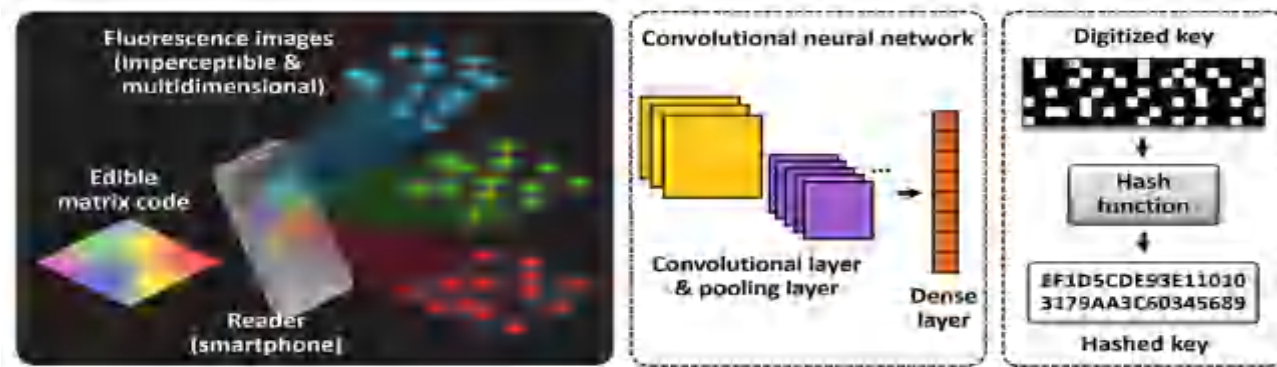 Fluorescence images
(imperceptible &
multidimensional)
Edible
matrix code
Reader
(smartphone)
Convolutional neural network
...
Convolutional layer
& pooling layer
Dense
layer
Digitized key
Hash
function
EF1D5CDE93E11010
3179AA3C60345689
Hashed key